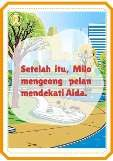 Setelah itu, Milo
mengeong pelan
mendekati Aida.